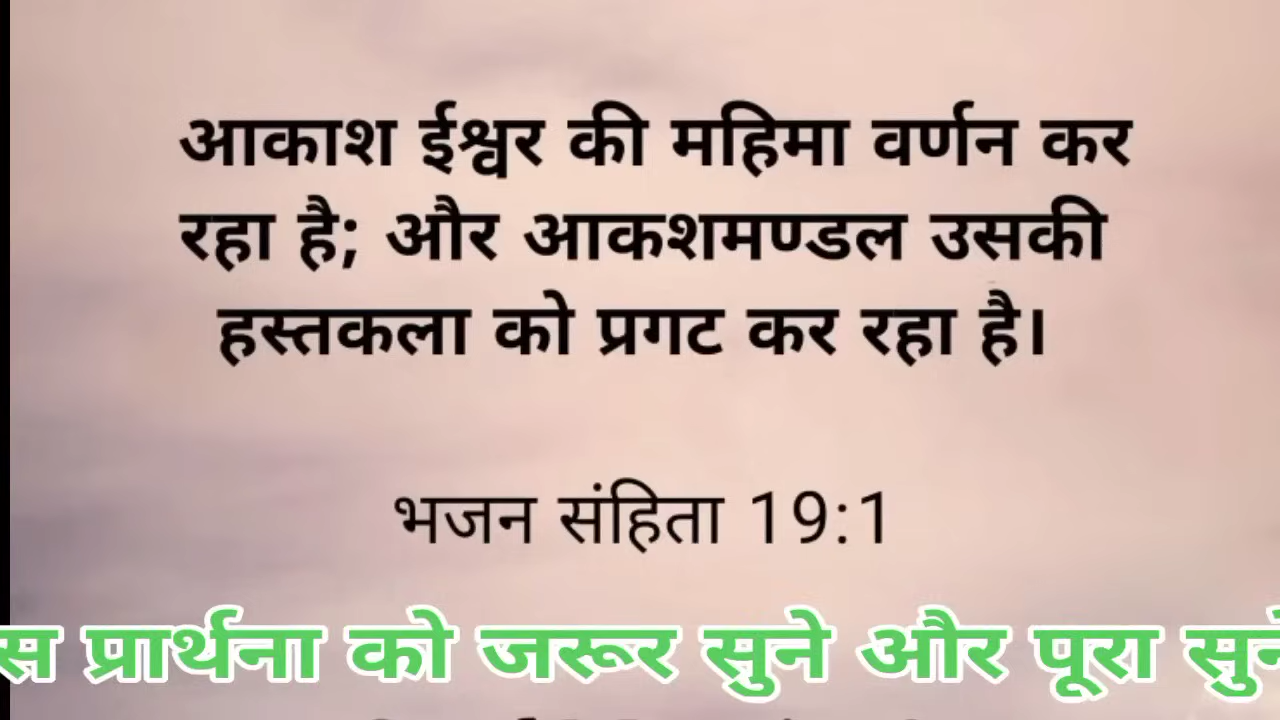 आकाश ईश्वर की महिमा वर्णन कर
रहा है; और आकशमण्डल उसकी
हस्तकला को प्रगट कर रहा है।
भजन संहिता 19:1
प्रार्थना को जरूर सुने और पूरा